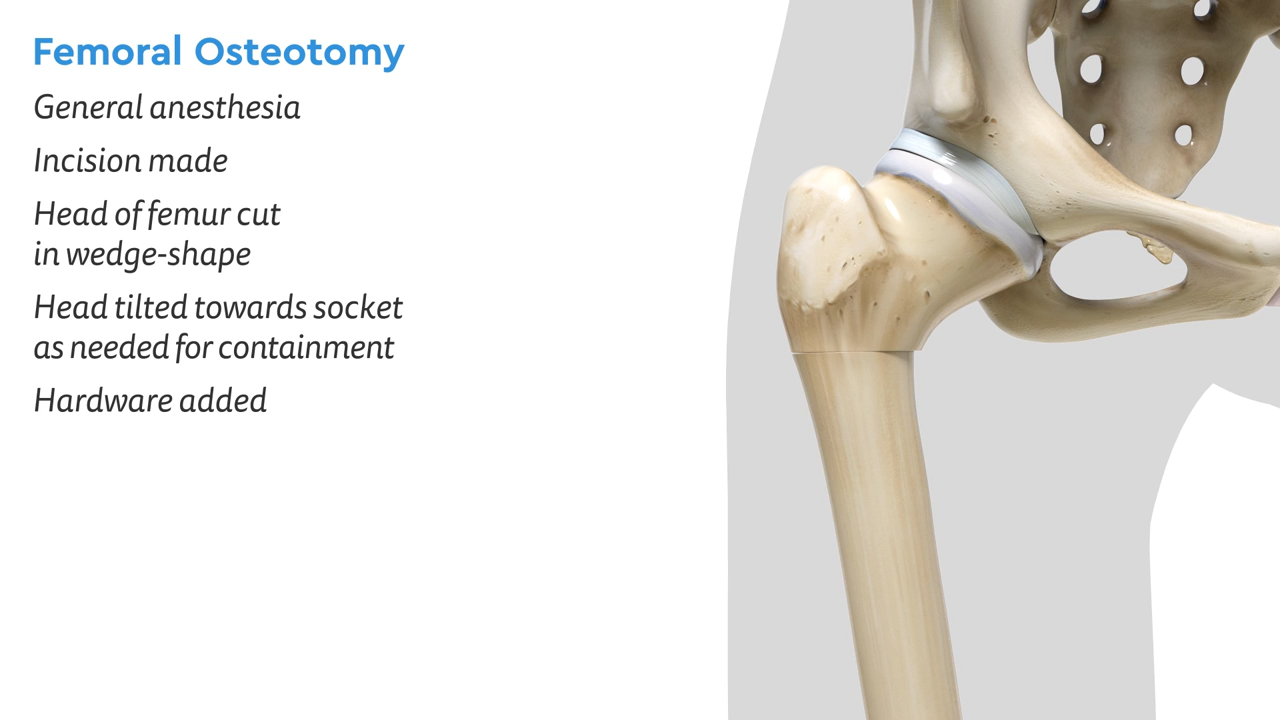 Femoral Osteotomy
General anesthesia
Incision made
Head of femur cut
in wedge-shape
Head tilted towards socket
as needed for containment
Hardware added